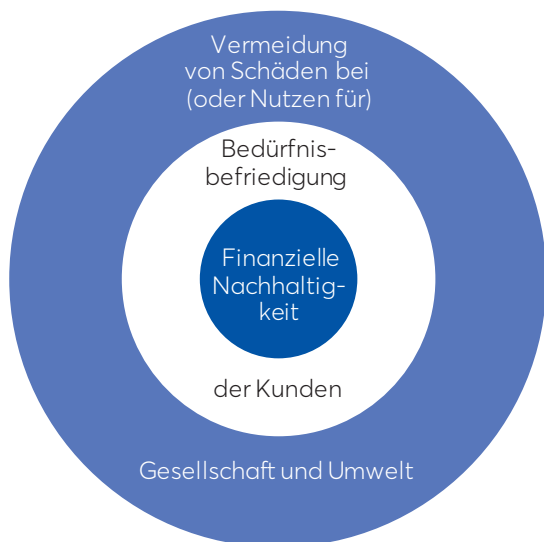 Vermeidung
von Schäden bei
(oder Nutzen für)
Bedürfnis-
befriedigung
Finanzielle
Nachhaltig-
keit
der Kunden
Gesellschaft und Umwelt